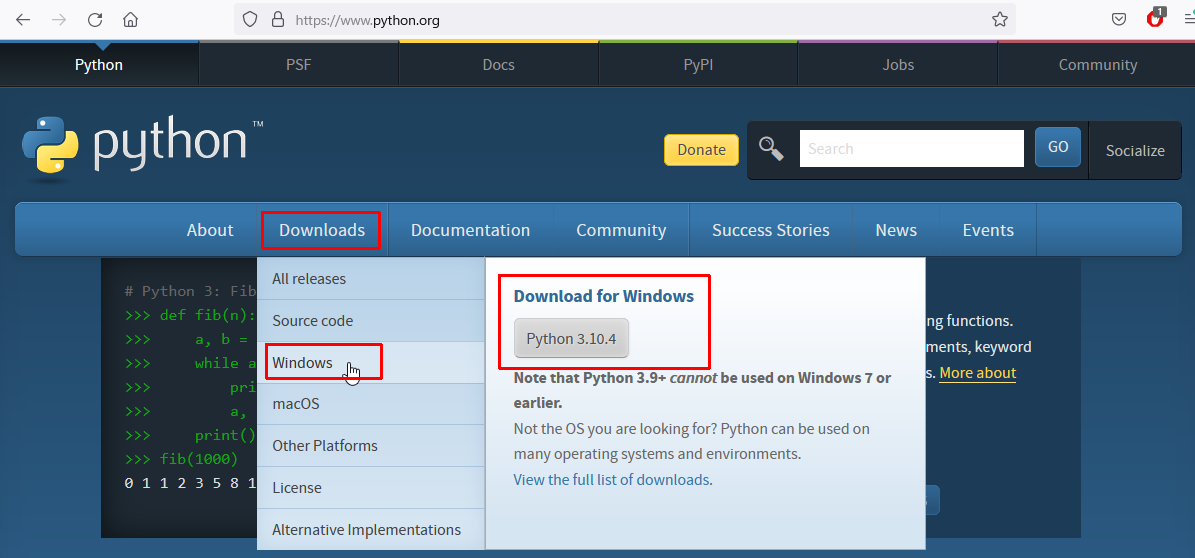 https://www.python.org
1
Python
PSF
Docs
PyPI
Jobs
Community
python™
Donate
Search
GO
Socialize
About
Downloads
Documentation
Community
Success Stories
News
Events
All releases
Source code
Windows
macOS
Other Platforms
License
Alternative Implementations
Download for Windows
Python 3.10.4
Note that Python 3.9+ cannot be used on Windows 7 or
earlier.
Not the OS you are looking for? Python can be used on
many operating systems and environments.
View the full list of downloads.
# Python 3: Fib
>>> def fib(n):
>>> a, b =
>>> while a
>>> pri
>>> a,
>>> print()
>>> fib(1000)
0 1 1 2 3 5 8 1
ng functions.
ments, keyword
s. More about